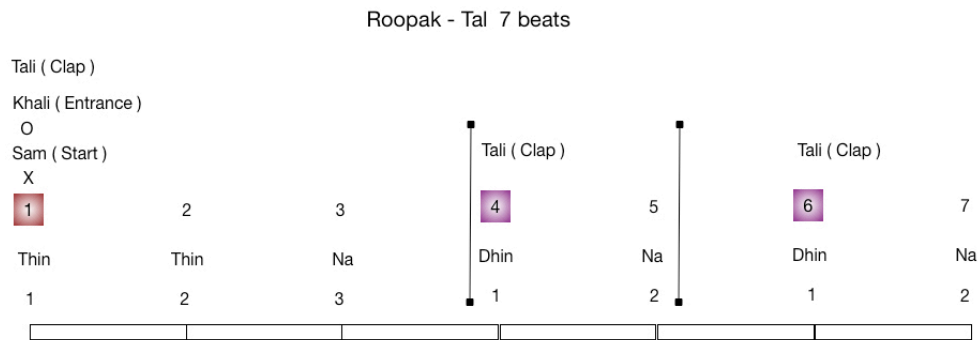 Roopak - Tal 7 beats
Tali ( Clap )
Khali ( Entrance )
O
Sam ( Start ) Tali ( Clap ) Tali ( Clap )
X
1 2 3 4 5 6 7
Thin Thin Na Dhin Na Dhin Na
1 2 3 1 2 1 2